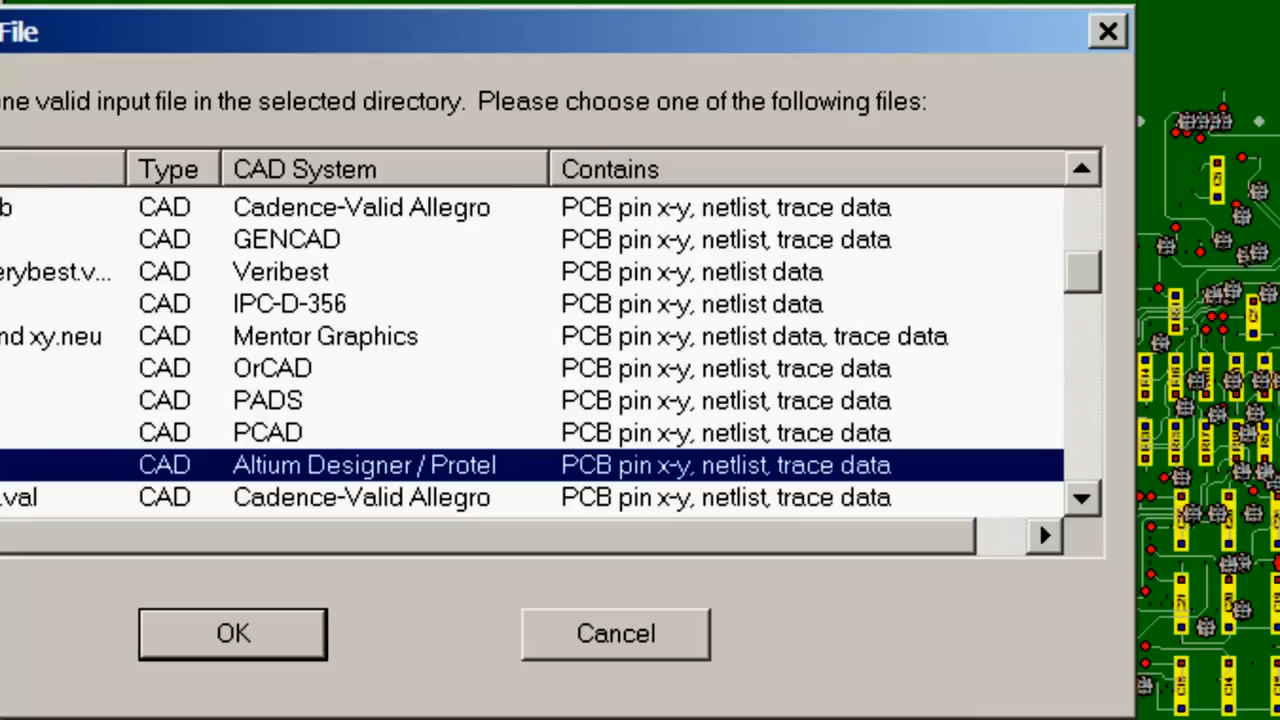 File
ne valid input file in the selected directory. Please choose one of the following files:
Type CAD System Contains
b CAD Cadence-Valid Allegro PCB pin x-y, netlist, trace data
CAD GENCAD PCB pin x-y, netlist, trace data
erybest.v... CAD Veribest PCB pin x-y, netlist data
CAD IPC-D-356 PCB pin x-y, netlist data
nd xy.neu CAD Mentor Graphics PCB pin x-y, netlist data, trace data
CAD OrCAD PCB pin x-y, netlist, trace data
CAD PADS PCB pin x-y, netlist, trace data
CAD PCAD PCB pin x-y, netlist, trace data
CAD Altium Designer / Protel PCB pin x-y, netlist, trace data
.val CAD Cadence-Valid Allegro PCB pin x-y, netlist, trace data
OK Cancel